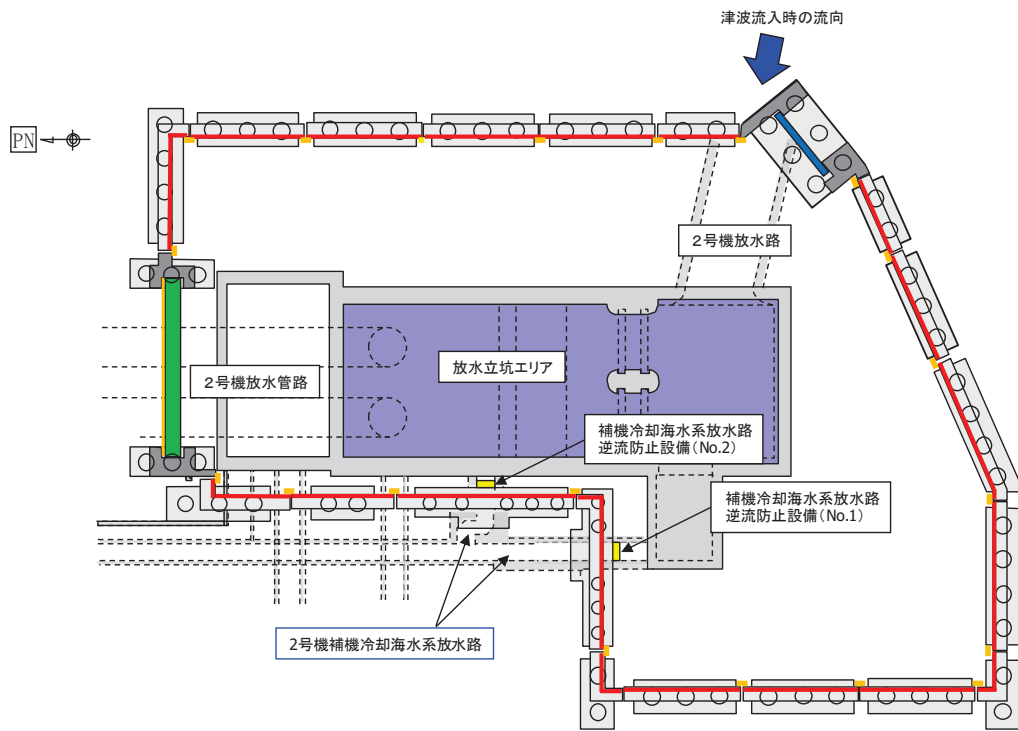 津波流入時の流向
PN
2号機放水路
放水立坑エリア
2号機放水管路
補機冷却海水系放水路
逆流防止設備(No.2)
補機冷却海水系放水路
逆流防止設備(No.1)
2号機補機冷却海水系放水路